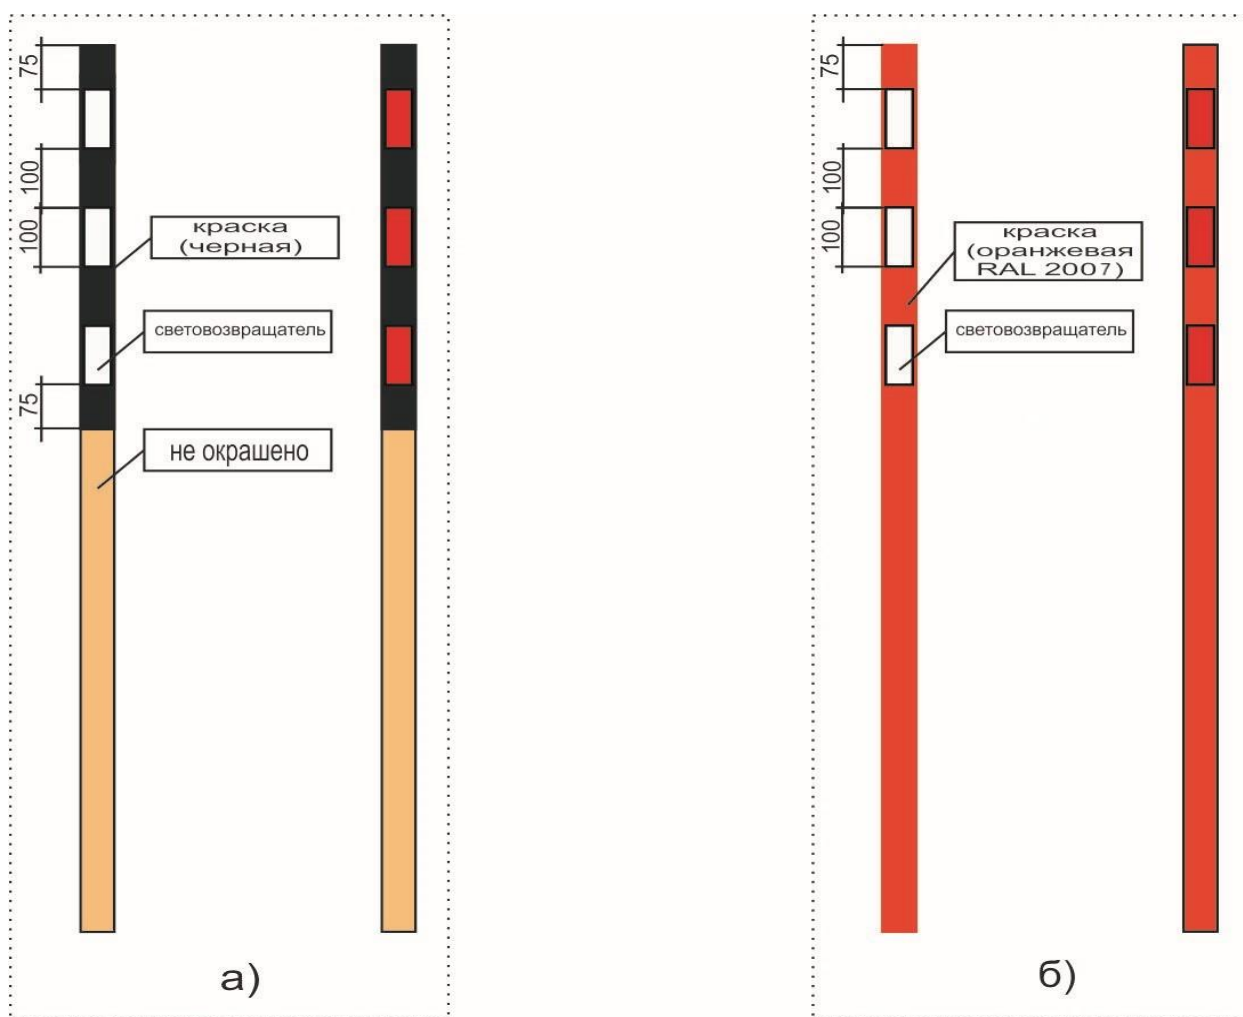 75
100
100
75
краска
(черная)
световозвращатель
не окрашено
а)
75
100
100
краска
(оранжевая
RAL 2007)
световозвращатель
б)